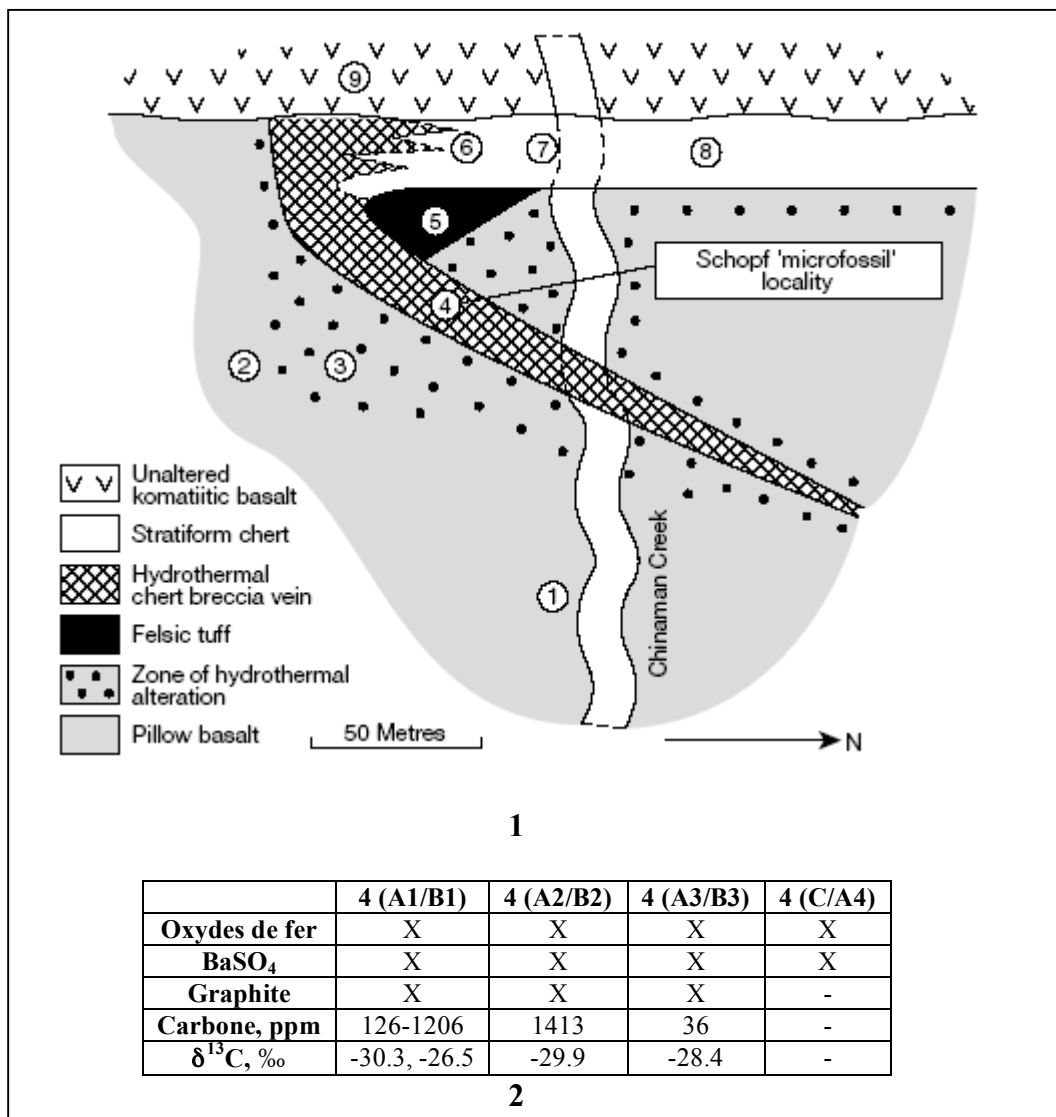 9
6
7
8
5
Schopf 'microfossil'
locality
4
2
3
Unaltered
komatiitic basalt
Stratiform chert
Hydrothermal
chert breccia vein
Felsic tuff
Zone of hydrothermal
alteration
Pillow basalt
1
Chinaman Creek
50 Metres
N
1
4 (A1/B1) 4 (A2/B2) 4 (A3/B3) 4 (C/A4)
Oxydes de fer X X X X
BaSO₄ X X X X
Graphite X X X -
Carbone, ppm 126-1206 1413 36 -
δ¹³C, ‰ -30.3, -26.5 -29.9 -28.4 -
2